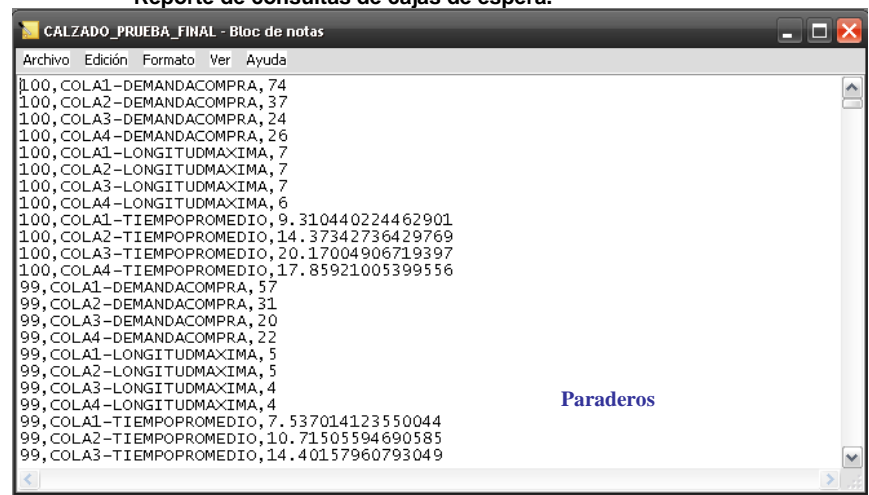 Reporte de consultas de cajas de espera.
CALZADO_PRUEBA_FINAL - Bloc de notas
Archivo Edición Formato Ver Ayuda
100,COLA1-DEMANDACOMPRA,74
100,COLA2-DEMANDACOMPRA,37
100,COLA3-DEMANDACOMPRA,24
100,COLA4-DEMANDACOMPRA,26
100,COLA1-LONGITUDMAXIMA,7
100,COLA2-LONGITUDMAXIMA,7
100,COLA3-LONGITUDMAXIMA,7
100,COLA4-LONGITUDMAXIMA,6
100,COLA1-TIEMPOPROMEDIO,9.310440224462901
100,COLA2-TIEMPOPROMEDIO,14.37342736429769
100,COLA3-TIEMPOPROMEDIO,20.17004906719397
100,COLA4-TIEMPOPROMEDIO,17.85921005399556
99,COLA1-DEMANDACOMPRA,57
99,COLA2-DEMANDACOMPRA,31
99,COLA3-DEMANDACOMPRA,20
99,COLA4-DEMANDACOMPRA,22
99,COLA1-LONGITUDMAXIMA,5
99,COLA2-LONGITUDMAXIMA,5
99,COLA3-LONGITUDMAXIMA,4
99,COLA4-LONGITUDMAXIMA,4
99,COLA1-TIEMPOPROMEDIO,7.537014123550044
99,COLA2-TIEMPOPROMEDIO,10.71505594690585
99,COLA3-TIEMPOPROMEDIO,14.40157960793049
Paraderos